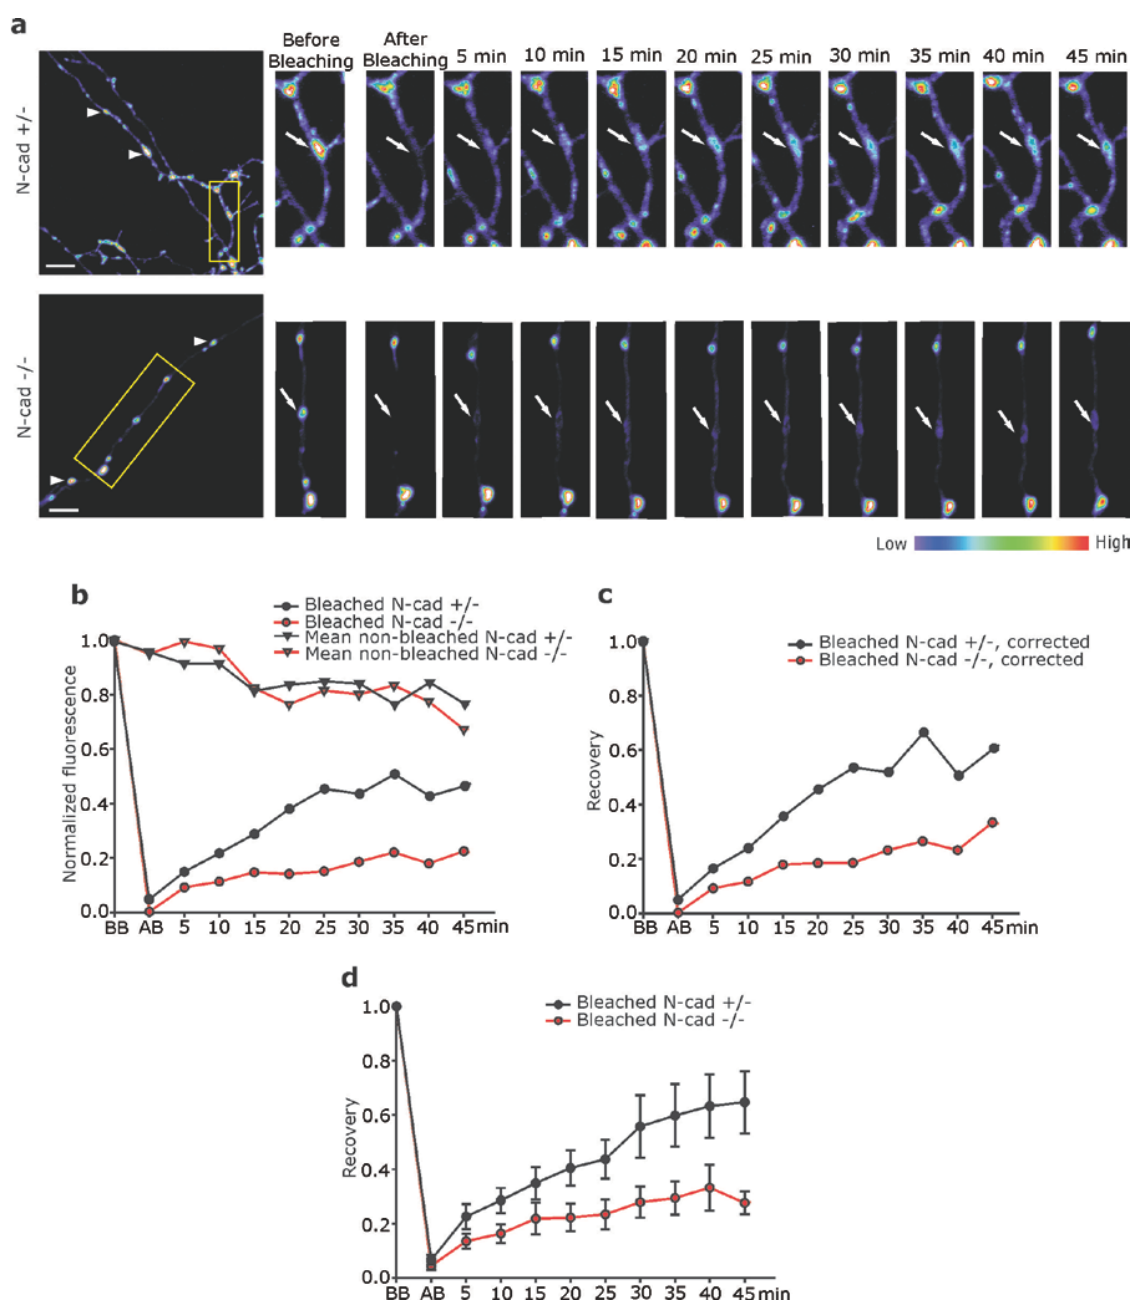 a
Before Bleaching
After Bleaching
5 min
10 min
15 min
20 min
25 min
30 min
35 min
40 min
45 min
N-cad +/-
N-cad -/-
Low
High
b
Bleached N-cad +/-
Bleached N-cad -/-
Mean non-bleached N-cad +/-
Mean non-bleached N-cad -/-
Normalized fluorescence
1.0
0.8
0.6
0.4
0.2
0.0
BB AB 5 10 15 20 25 30 35 40 45 min
c
Bleached N-cad +/-, corrected
Bleached N-cad -/-, corrected
Recovery
1.0
0.8
0.6
0.4
0.2
0.0
BB AB 5 10 15 20 25 30 35 40 45 min
d
Bleached N-cad +/-
Bleached N-cad -/-
Recovery
1.0
0.8
0.6
0.4
0.2
0.0
BB AB 5 10 15 20 25 30 35 40 45 min